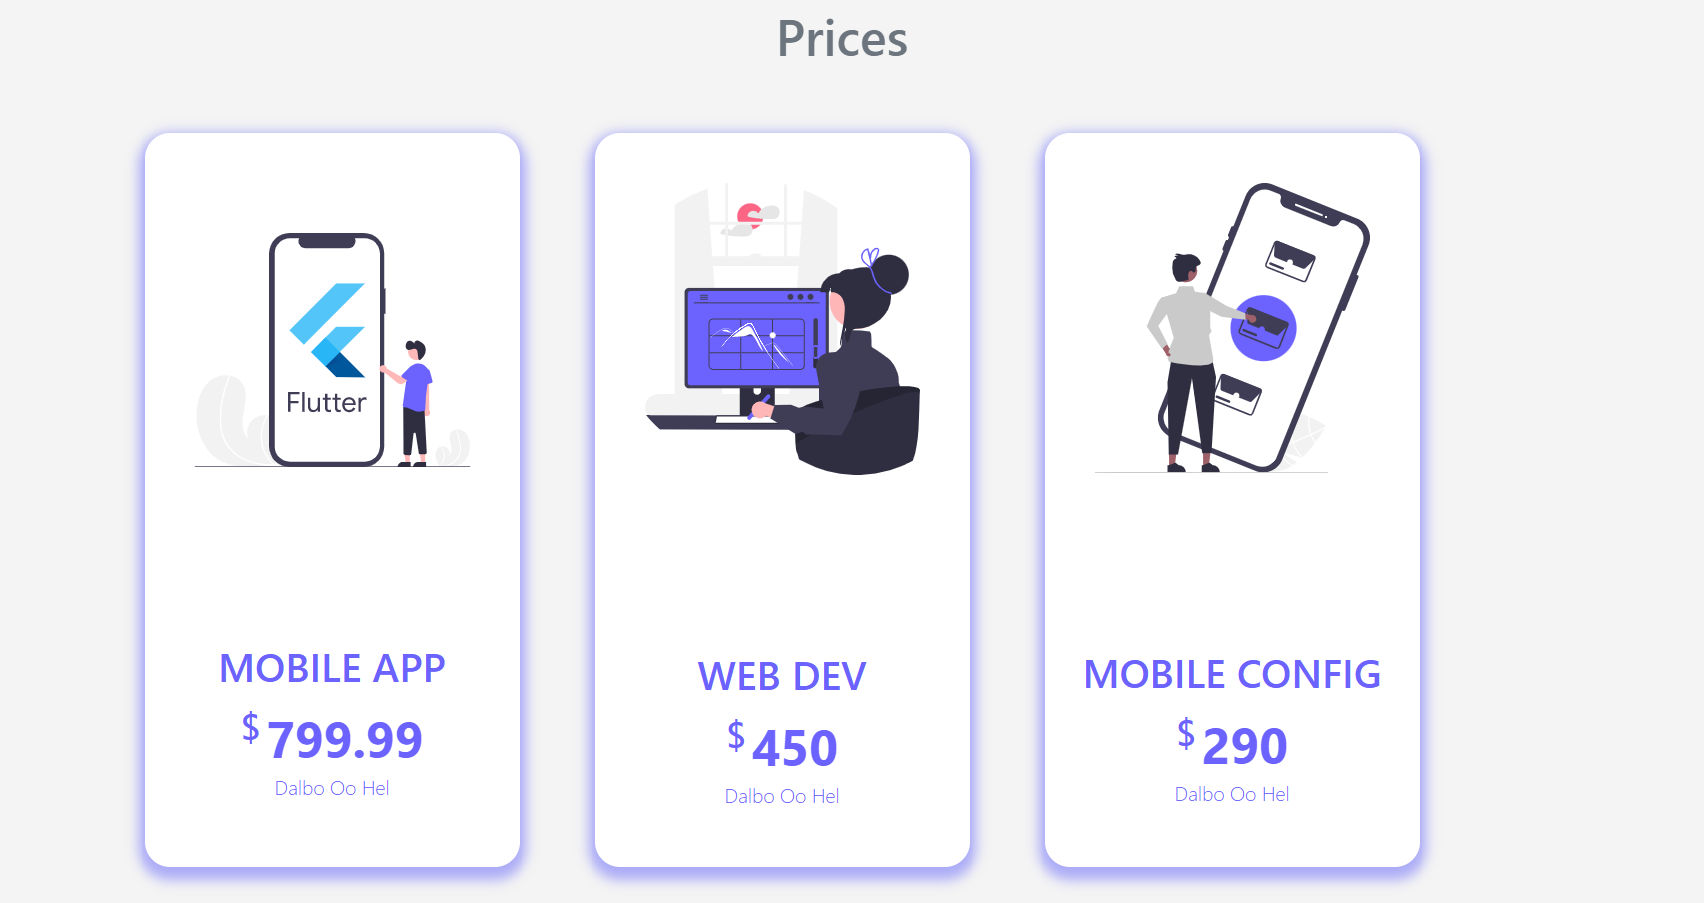 Prices
Flutter
MOBILE APP
$ 799.99
Dalbo Oo Hel
WEB DEV
$ 450
Dalbo Oo Hel
MOBILE CONFIG
$ 290
Dalbo Oo Hel